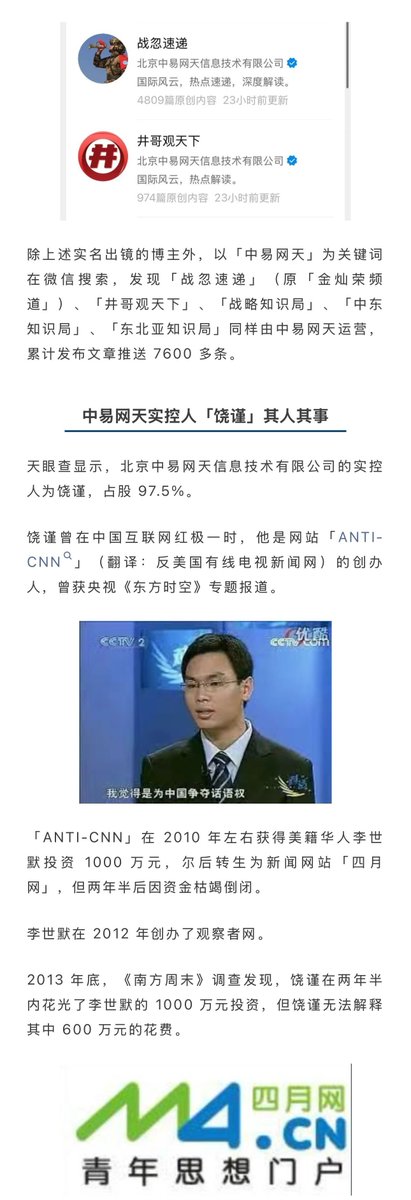 战忽速递
北京中易网天信息技术有限公司
国际风云，热点速递，深度解读。
4809篇原创内容 23小时前更新
井
井哥观天下
北京中易网天信息技术有限公司
国际风云，热点解读。
974篇原创内容 23小时前更新
除上述实名出镜的博主外，以「中易网天」为关键词
在微信搜索，发现「战忽速递」（原「金灿荣频
道」）、「井哥观天下」、「战略知识局」、「中东
知识局」、「东北亚知识局」同样由中易网天运营，
累计发布文章推送 7600 多条。
中易网天实控人「饶谨」其人其事
天眼查显示，北京中易网天信息技术有限公司的实控
人为饶谨，占股 97.5%。
饶谨曾在中国互联网红极一时，他是网站「ANTI-
CNN」（翻译：反美国有线电视新闻网）的创办
人，曾获央视《东方时空》专题报道。
CCTV 2
优酷
CCTV.com
我觉得是为中国争夺话语权
「ANTI-CNN」在 2010 年左右获得美籍华人李世
默投资 1000 万元，尔后转生为新闻网站「四月
网」，但两年半后因资金枯竭倒闭。
李世默在 2012 年创办了观察者网。
2013 年底，《南方周末》调查发现，饶谨在两年半
内花光了李世默的 1000 万元投资，但饶谨无法解释
其中 600 万元的花费。
四月网
M4.CN
青年思想门户